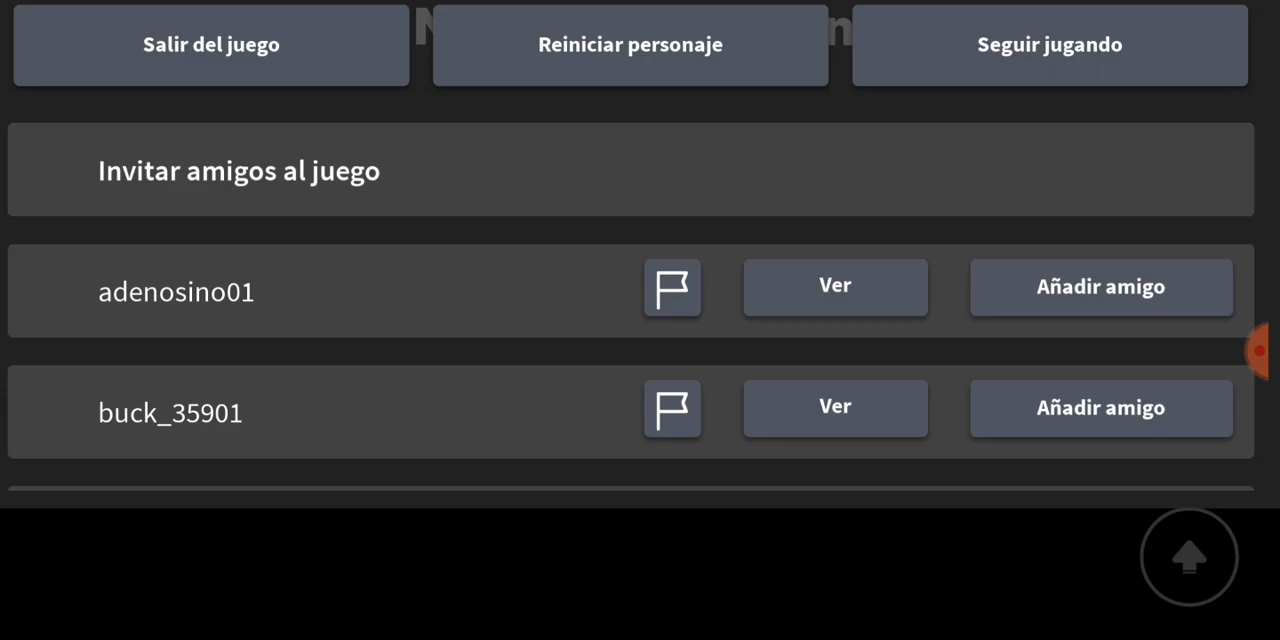 Salir del juego
Reiniciar personaje
Seguir jugando
Invitar amigos al juego
adenosino01
Ver
Añadir amigo
buck_35901
Ver
Añadir amigo